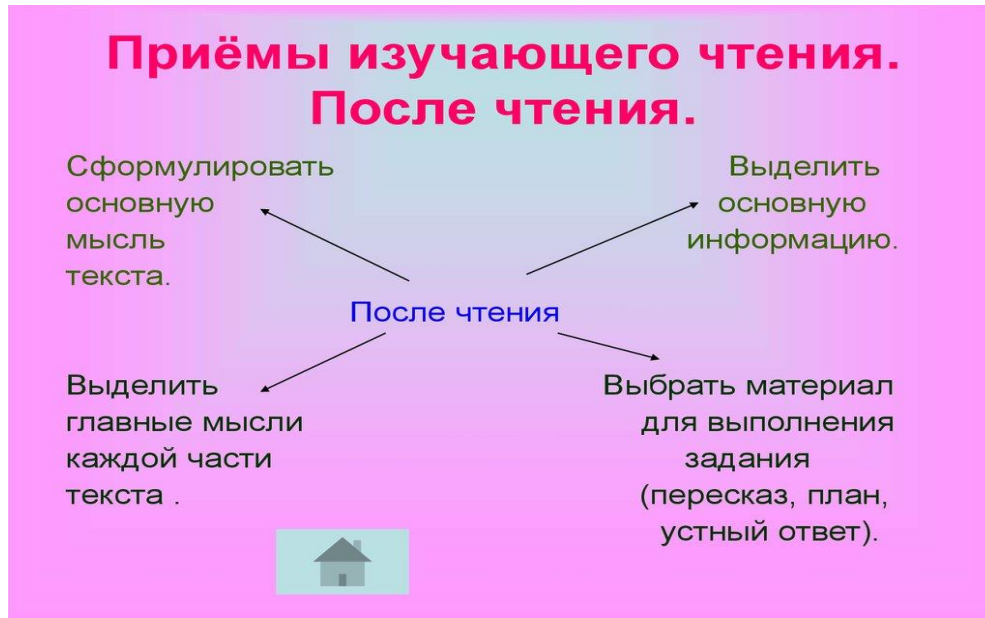 Приёмы изучающего чтения.
После чтения.
Сформулировать
основную
мысль
текста.
Выделить
основную
информацию.
После чтения
Выделить
главные мысли
каждой части
текста .
Выбрать материал
для выполнения
задания
(пересказ, план,
устный ответ).